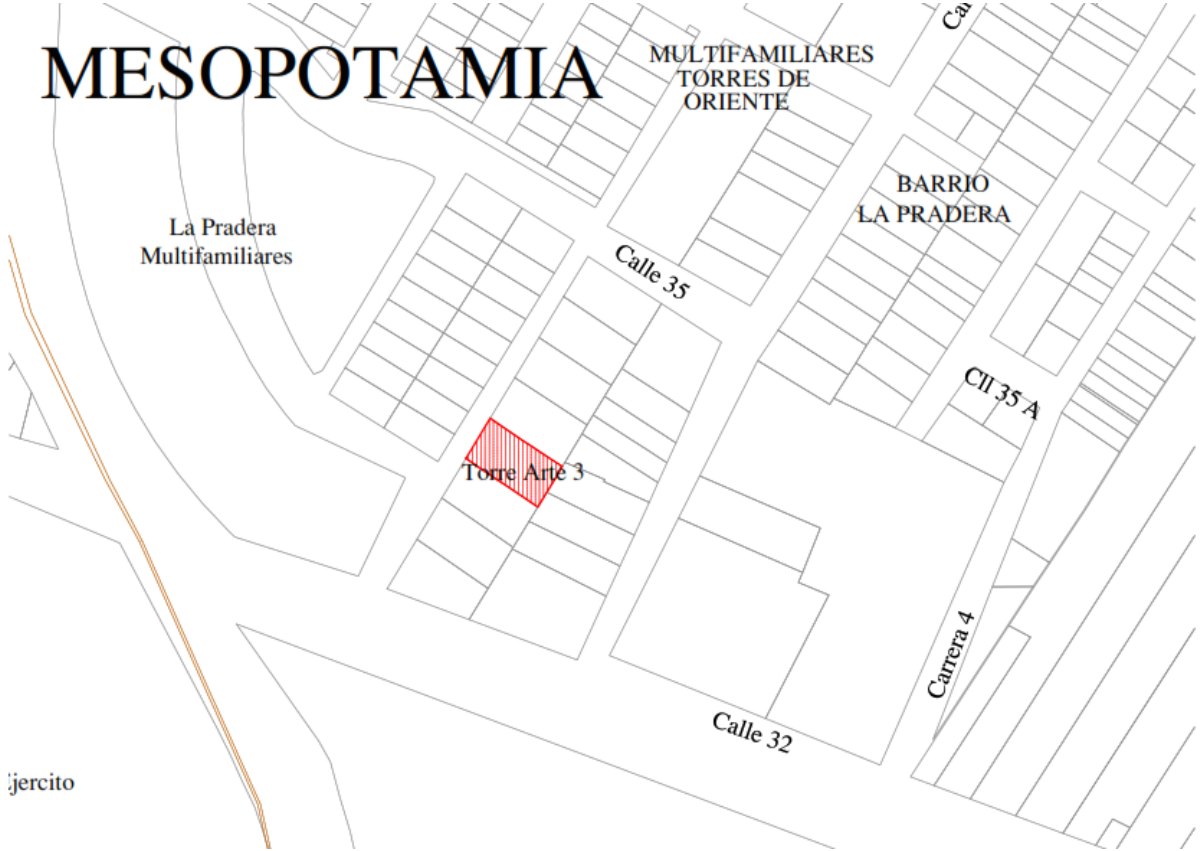 MESOPOTAMIA
MULTIFAMILIARES
TORRES DE
ORIENTE
BARRIO
LA PRADERA
La Pradera
Multifamiliares
Calle 35
Cll 35 A
Torre Arte 3
Carrera 4
Calle 32
jercito